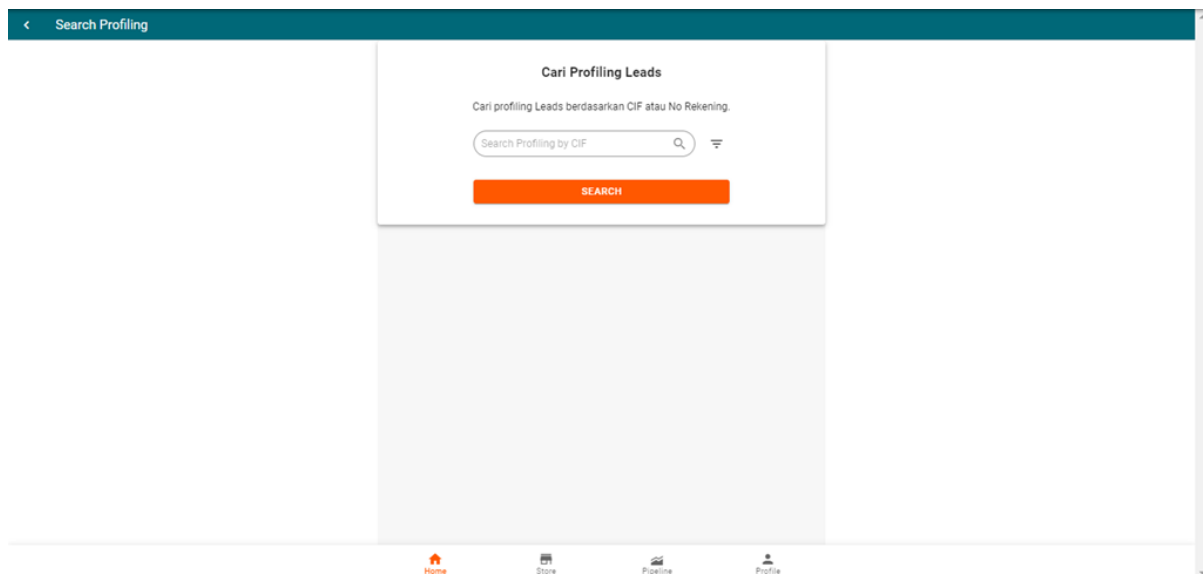 Search Profiling
Cari Profiling Leads
Cari profiling Leads berdasarkan CIF atau No Rekening.
Search Profiling by CIF
SEARCH
Home
Store
Pipeline
Profile